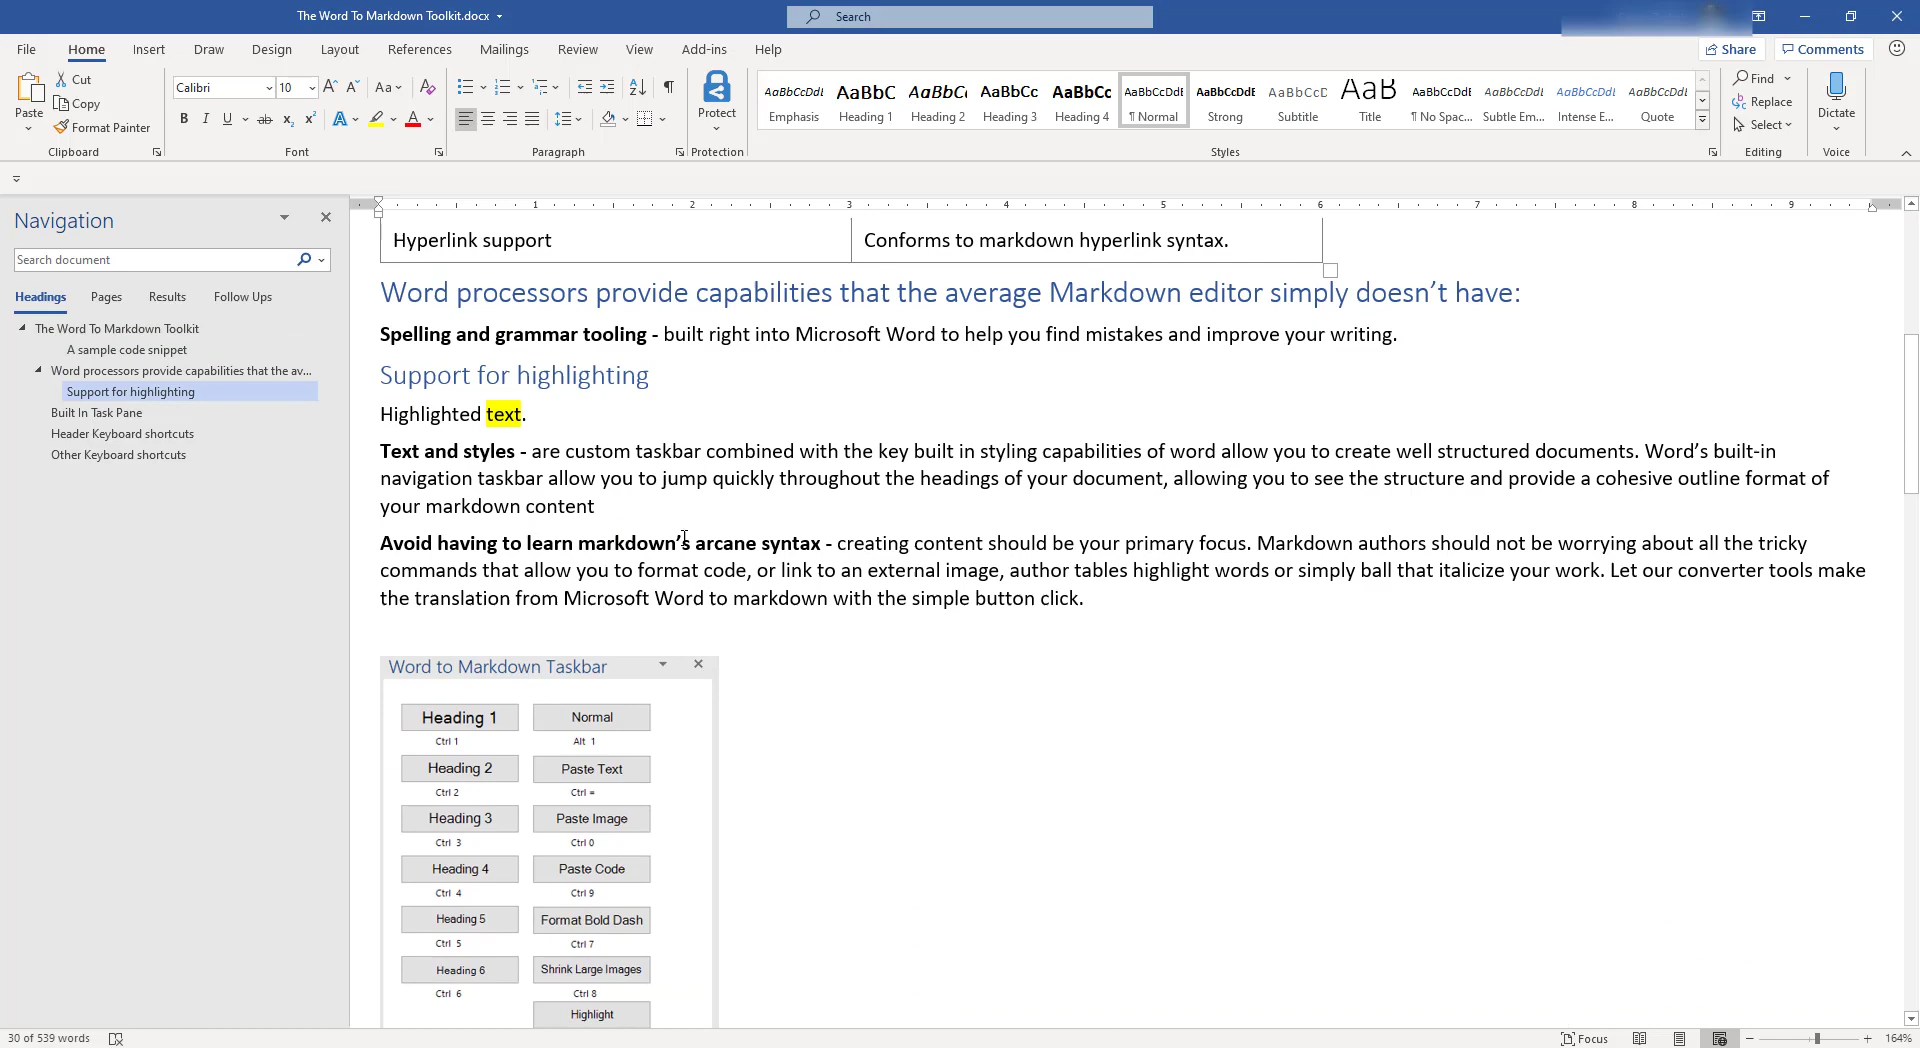 The Word To Markdown Toolkit.docx
Search
File Home Insert Draw Design Layout References Mailings Review View Add-ins Help
Share Comments
Paste
Cut
Copy
Format Painter
Clipboard
Calibri 10
Font
Paragraph
Protect
Protection
AaBbCcDdI Emphasis
AaBbC Heading 1
AaBbC Heading 2
AaBbCc Heading 3
AaBbCc Heading 4
AaBbCcDdE ¶ Normal
AaBbCcDdE Strong
AaBbCcD Subtitle
AaB Title
AaBbCcDdE ¶ No Spac...
AaBbCcDdI Subtle Em...
AaBbCcDdI Intense E...
AaBbCcDdI Quote
Styles
Find
Replace
Select
Editing
Dictate
Voice
Navigation
Search document
Headings Pages Results Follow Ups
The Word To Markdown Toolkit
A sample code snippet
Word processors provide capabilities that the av...
Support for highlighting
Built In Task Pane
Header Keyboard shortcuts
Other Keyboard shortcuts
1 2 3 4 5 6 7 8 9
Hyperlink support Conforms to markdown hyperlink syntax.
Word processors provide capabilities that the average Markdown editor simply doesn’t have:
Spelling and grammar tooling - built right into Microsoft Word to help you find mistakes and improve your writing.
Support for highlighting
Highlighted text.
Text and styles - are custom taskbar combined with the key built in styling capabilities of word allow you to create well structured documents. Word’s built-in
navigation taskbar allow you to jump quickly throughout the headings of your document, allowing you to see the structure and provide a cohesive outline format of
your markdown content
Avoid having to learn markdown’s arcane syntax - creating content should be your primary focus. Markdown authors should not be worrying about all the tricky
commands that allow you to format code, or link to an external image, author tables highlight words or simply ball that italicize your work. Let our converter tools make
the translation from Microsoft Word to markdown with the simple button click.
Word to Markdown Taskbar
Heading 1 Normal
Ctrl 1 Alt 1
Heading 2 Paste Text
Ctrl 2 Ctrl =
Heading 3 Paste Image
Ctrl 3 Ctrl 0
Heading 4 Paste Code
Ctrl 4 Ctrl 9
Heading 5 Format Bold Dash
Ctrl 5 Ctrl 7
Heading 6 Shrink Large Images
Ctrl 6 Ctrl 8
Highlight
30 of 539 words
Focus
164%